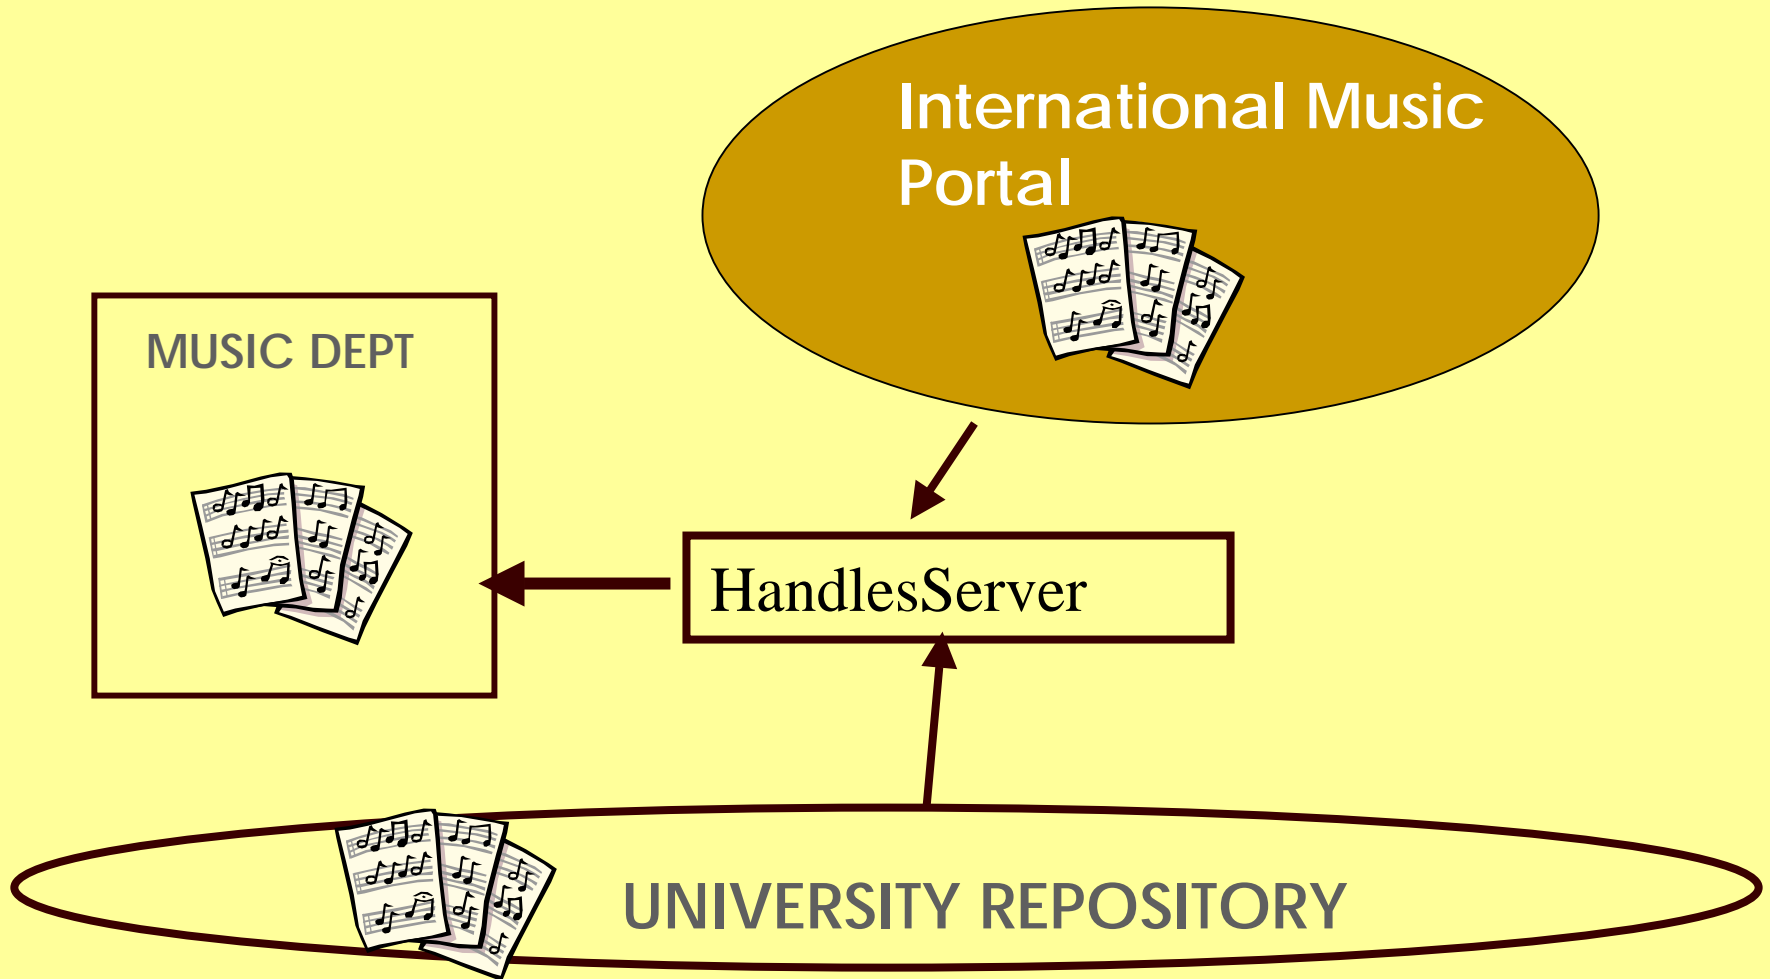 International Music
Portal
MUSIC DEPT
HandlesServer
UNIVERSITY REPOSITORY